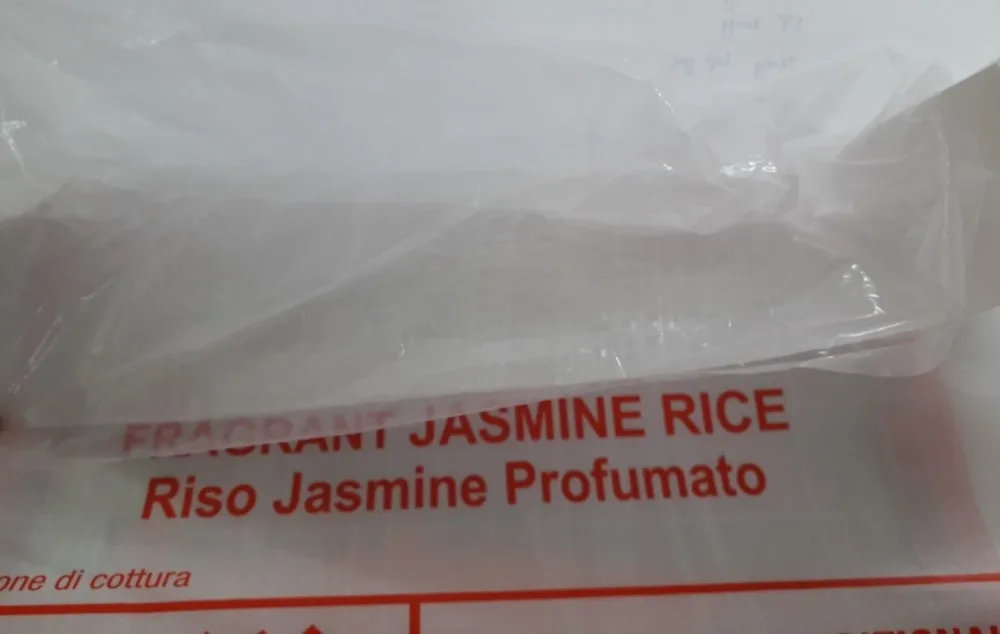 FRAGRANT JASMINE RICE
Riso Jasmine Profumato
one di cottura